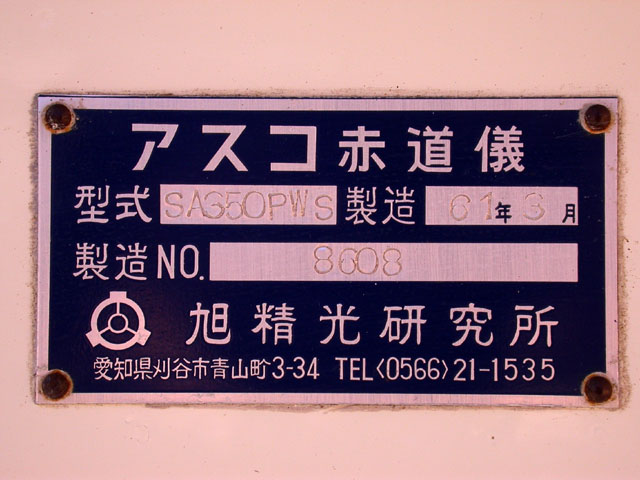 アスコ赤道儀
型式 SA350PWS 製造 61年3月
製造NO. 8608
旭精光研究所
愛知県刈谷市青山町3-34 TEL〈0566〉21-1535